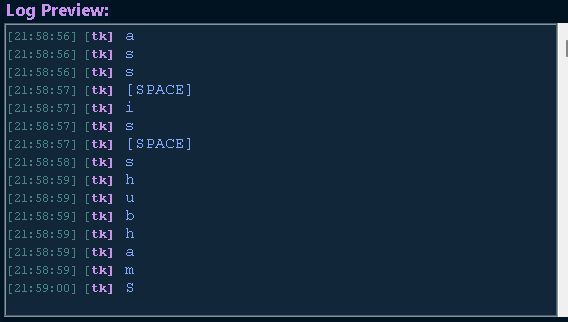 Log Preview:
[21:58:56] [tk] a
[21:58:56] [tk] s
[21:58:56] [tk] s
[21:58:57] [tk] [SPACE]
[21:58:57] [tk] i
[21:58:57] [tk] s
[21:58:57] [tk] [SPACE]
[21:58:58] [tk] s
[21:58:59] [tk] h
[21:58:59] [tk] u
[21:58:59] [tk] b
[21:58:59] [tk] h
[21:58:59] [tk] a
[21:58:59] [tk] m
[21:59:00] [tk] S